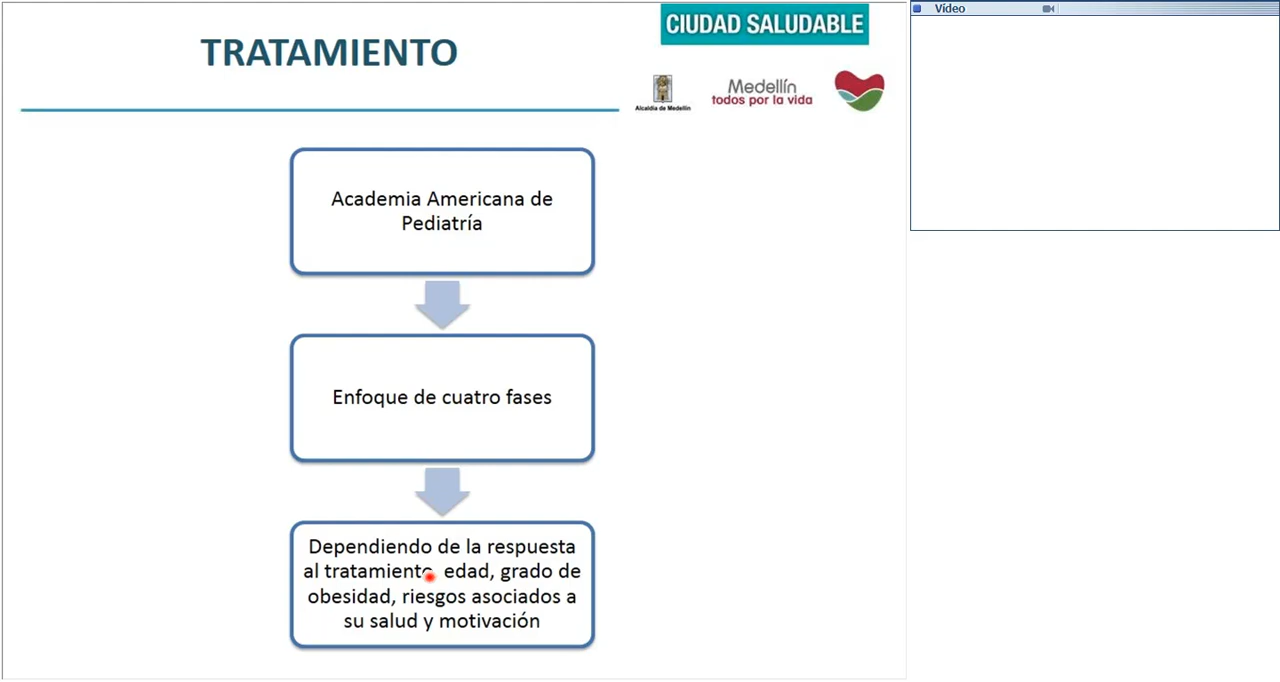 TRATAMIENTO
CIUDAD SALUDABLE
Alcaldía de Medellín
Medellín
todos por la vida
Vídeo
Academia Americana de
Pediatría
Enfoque de cuatro fases
Dependiendo de la respuesta
al tratamiento, edad, grado de
obesidad, riesgos asociados a
su salud y motivación